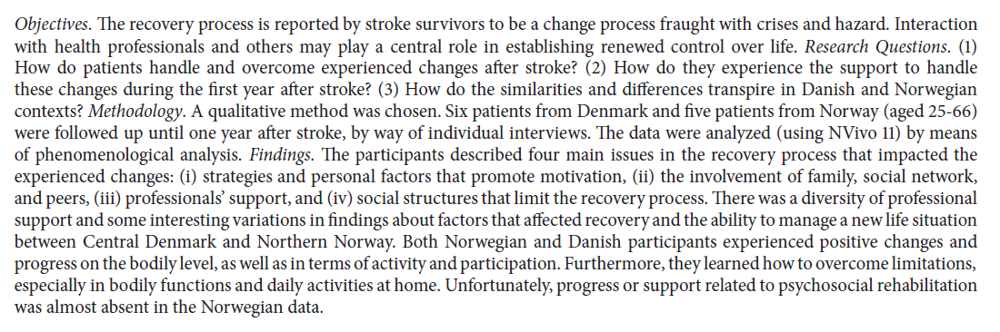 Objectives. The recovery process is reported by stroke survivors to be a change process fraught with crises and hazard. Interaction
with health professionals and others may play a central role in establishing renewed control over life. Research Questions. (1)
How do patients handle and overcome experienced changes after stroke? (2) How do they experience the support to handle
these changes during the first year after stroke? (3) How do the similarities and differences transpire in Danish and Norwegian
contexts? Methodology. A qualitative method was chosen. Six patients from Denmark and five patients from Norway (aged 25-66)
were followed up until one year after stroke, by way of individual interviews. The data were analyzed (using NVivo 11) by means
of phenomenological analysis. Findings. The participants described four main issues in the recovery process that impacted the
experienced changes: (i) strategies and personal factors that promote motivation, (ii) the involvement of family, social network,
and peers, (iii) professionals' support, and (iv) social structures that limit the recovery process. There was a diversity of professional
support and some interesting variations in findings about factors that affected recovery and the ability to manage a new life situation
between Central Denmark and Northern Norway. Both Norwegian and Danish participants experienced positive changes and
progress on the bodily level, as well as in terms of activity and participation. Furthermore, they learned how to overcome limitations,
especially in bodily functions and daily activities at home. Unfortunately, progress or support related to psychosocial rehabilitation
was almost absent in the Norwegian data.